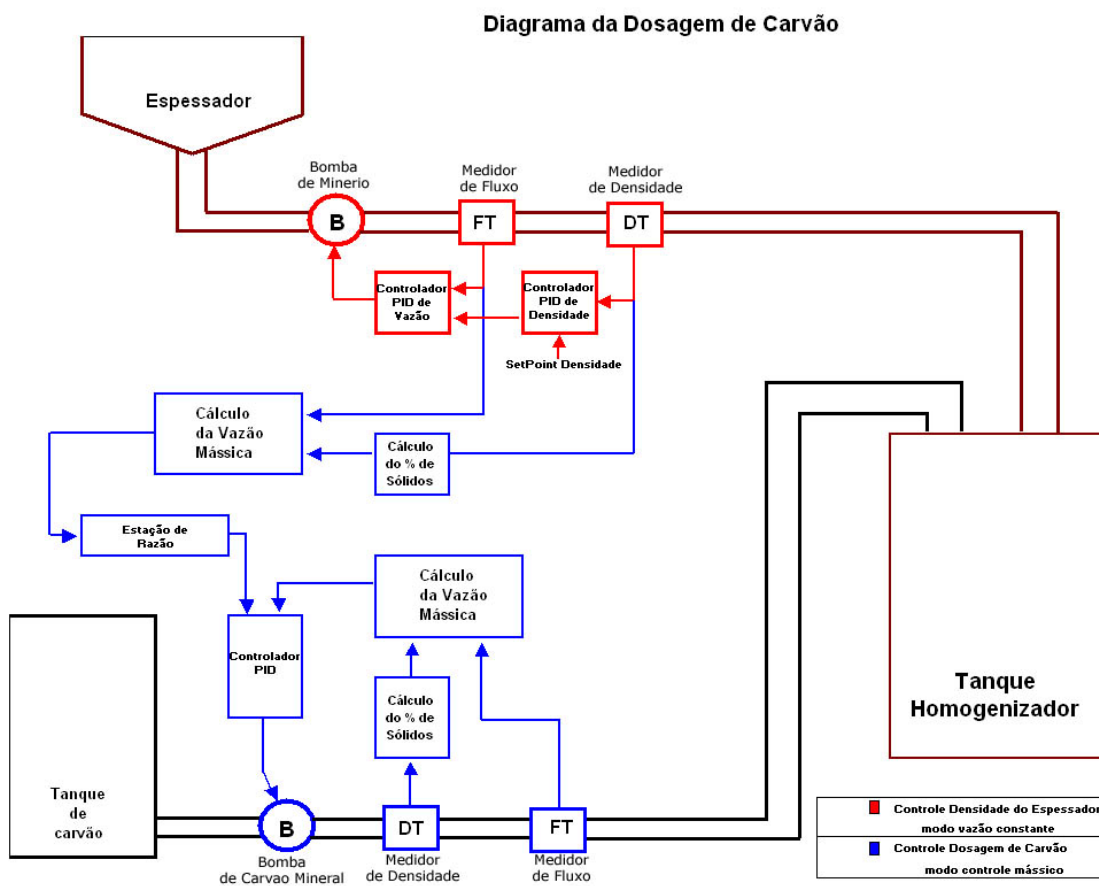 Diagrama da Dosagem de Carvão
Espessador
Bomba
de Minerio
Medidor
de Fluxo
Medidor
de Densidade
B
FT
DT
Controlador
PID de
Vazão
Controlador
PID de
Densidade
SetPoint Densidade
Cálculo
da Vazão
Mássica
Cálculo
do % de
Sólidos
Estação de
Razão
Cálculo
da Vazão
Mássica
Controlador
PID
Cálculo
do % de
Sólidos
Tanque
Homogenizador
Tanque
de
carvão
B
DT
FT
Bomba
de Carvao Mineral
Medidor
de Densidade
Medidor
de Fluxo
Controle Densidade do Espessador
modo vazão constante
Controle Dosagem de Carvão
modo controle mássico